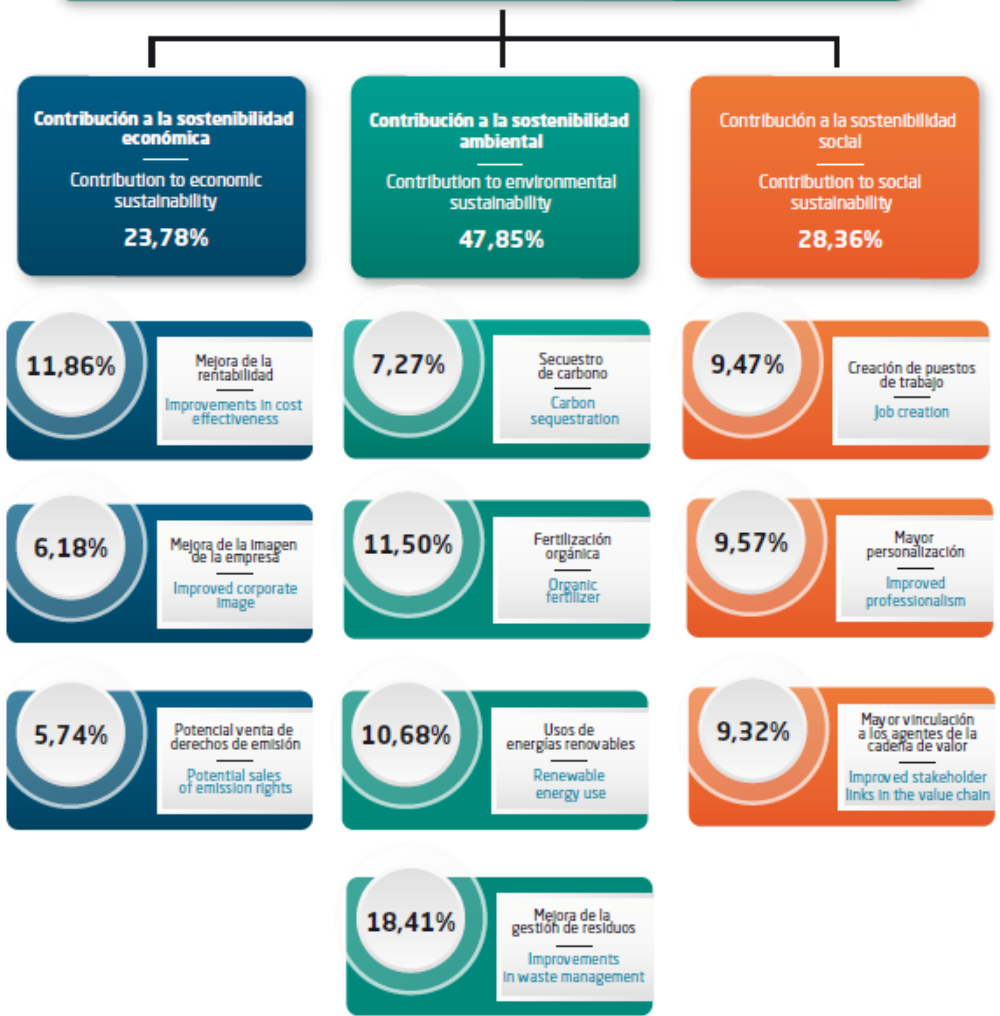 Contribución a la sostenibilidad
económica
Contribution to economic
sustainability
23,78%
Contribución a la sostenibilidad
ambiental
Contribution to environmental
sustainability
47,85%
Contribución a la sostenibilidad
social
Contribution to social
sustainability
28,36%
11,86%
Mejora de la
rentabilidad
Improvements in cost
effectiveness
7,27%
Secuestro
de carbono
Carbon
sequestration
9,47%
Creación de puestos
de trabajo
Job creation
6,18%
Mejora de la imagen
de la empresa
Improved corporate
image
11,50%
Fertilización
orgánica
Organic
fertilizer
9,57%
Mayor
personalización
Improved
professionalism
5,74%
Potencial venta de
derechos de emisión
Potential sales
of emission rights
10,68%
Usos de
energías renovables
Renewable
energy use
9,32%
Mayor vinculación
a los agentes de la
cadena de valor
Improved stakeholder
links in the value chain
18,41%
Mejora de la
gestión de residuos
Improvements
in waste management